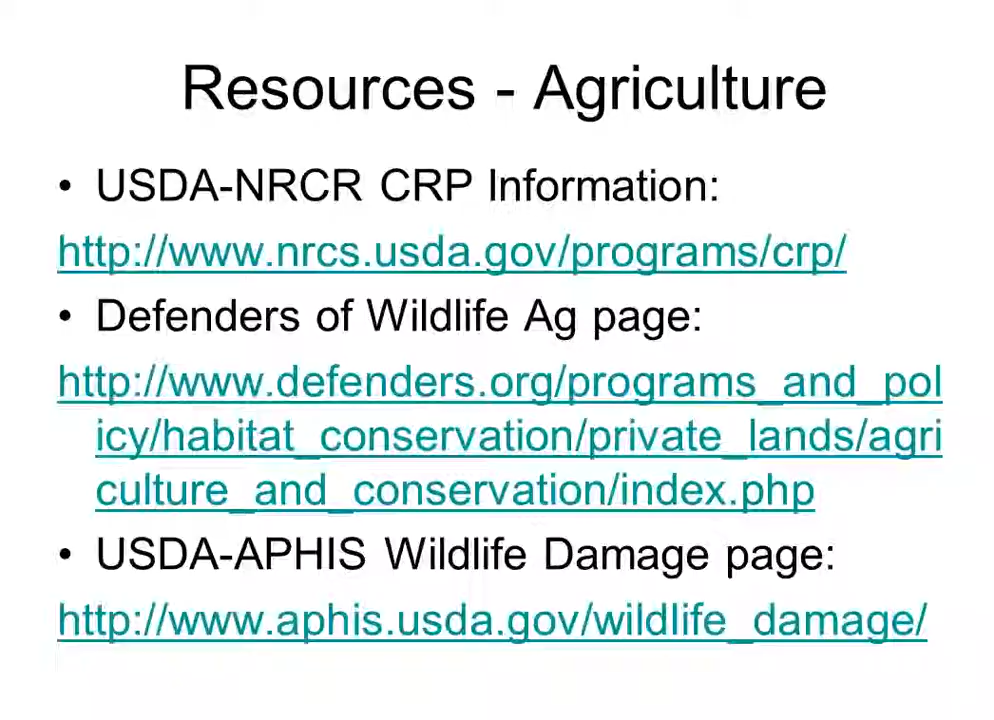 Resources - Agriculture
• USDA-NRCR CRP Information:
http://www.nrcs.usda.gov/programs/crp/
• Defenders of Wildlife Ag page:
http://www.defenders.org/programs_and_pol
icy/habitat_conservation/private_lands/agri
culture_and_conservation/index.php
• USDA-APHIS Wildlife Damage page:
http://www.aphis.usda.gov/wildlife_damage/